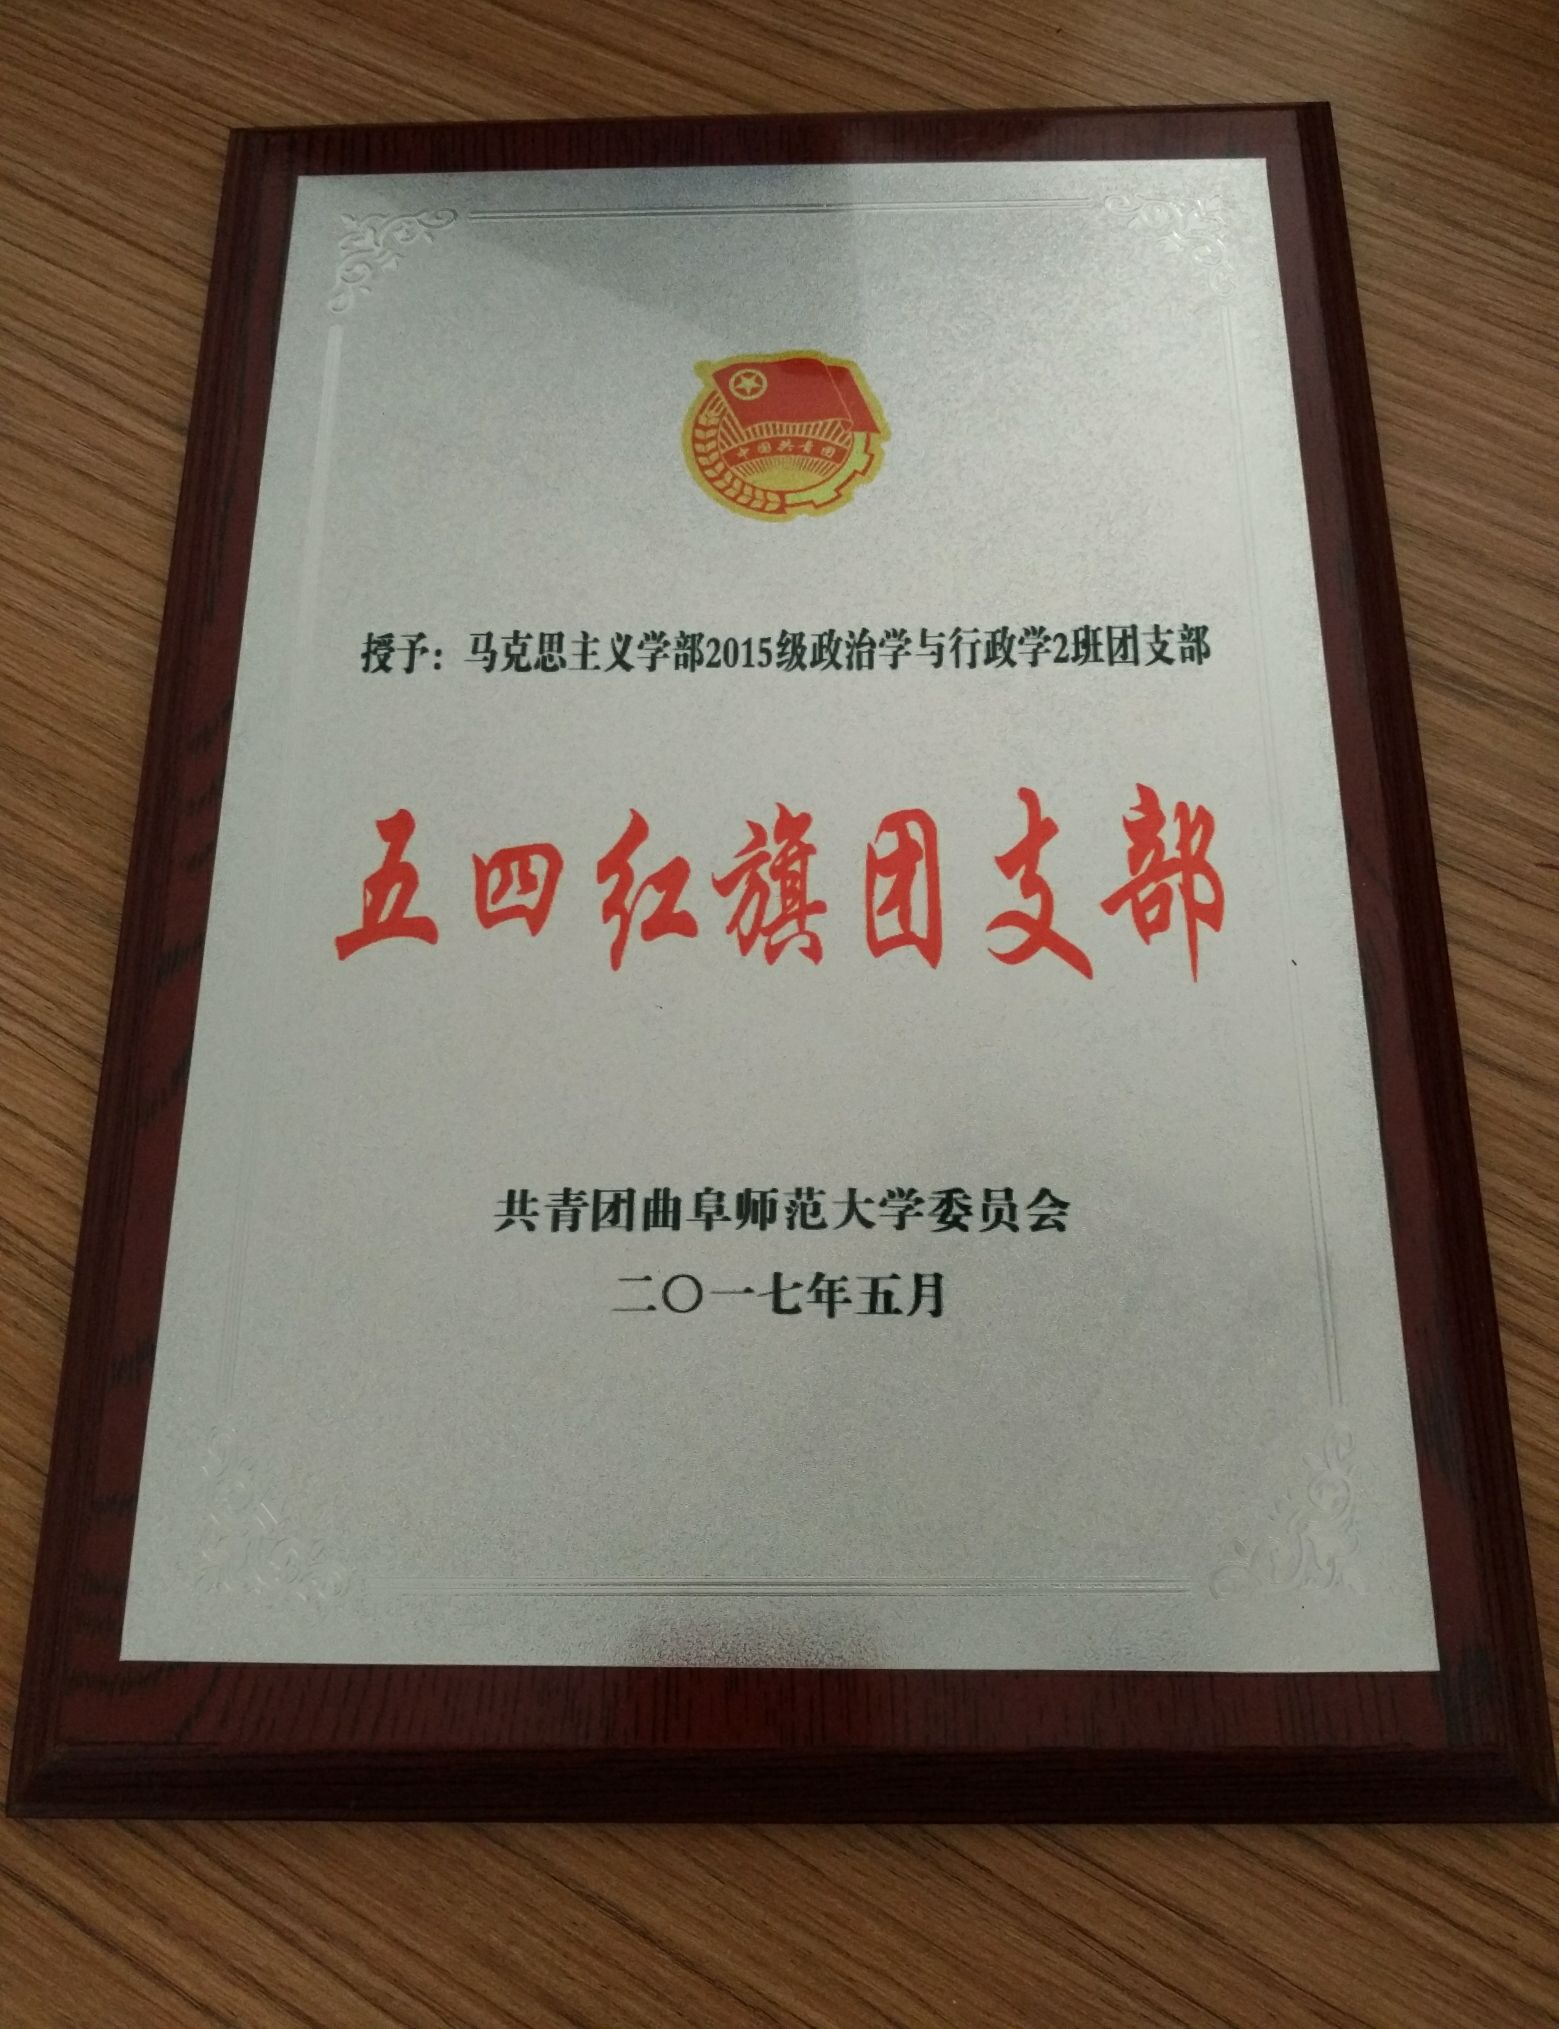 中国共青团
授予：马克思主义学部2015级政治学与行政学2班团支部
五四红旗团支部
共青团曲阜师范大学委员会
二〇一七年五月